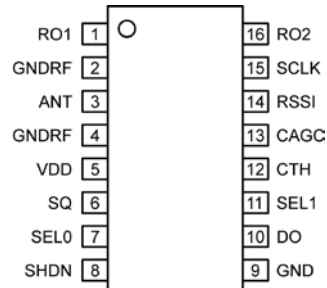 RO1 1 16 RO2
GNDRF 2 15 SCLK
ANT 3 14 RSSI
GNDRF 4 13 CAGC
VDD 5 12 CTH
SQ 6 11 SEL1
SEL0 7 10 DO
SHDN 8 9 GND